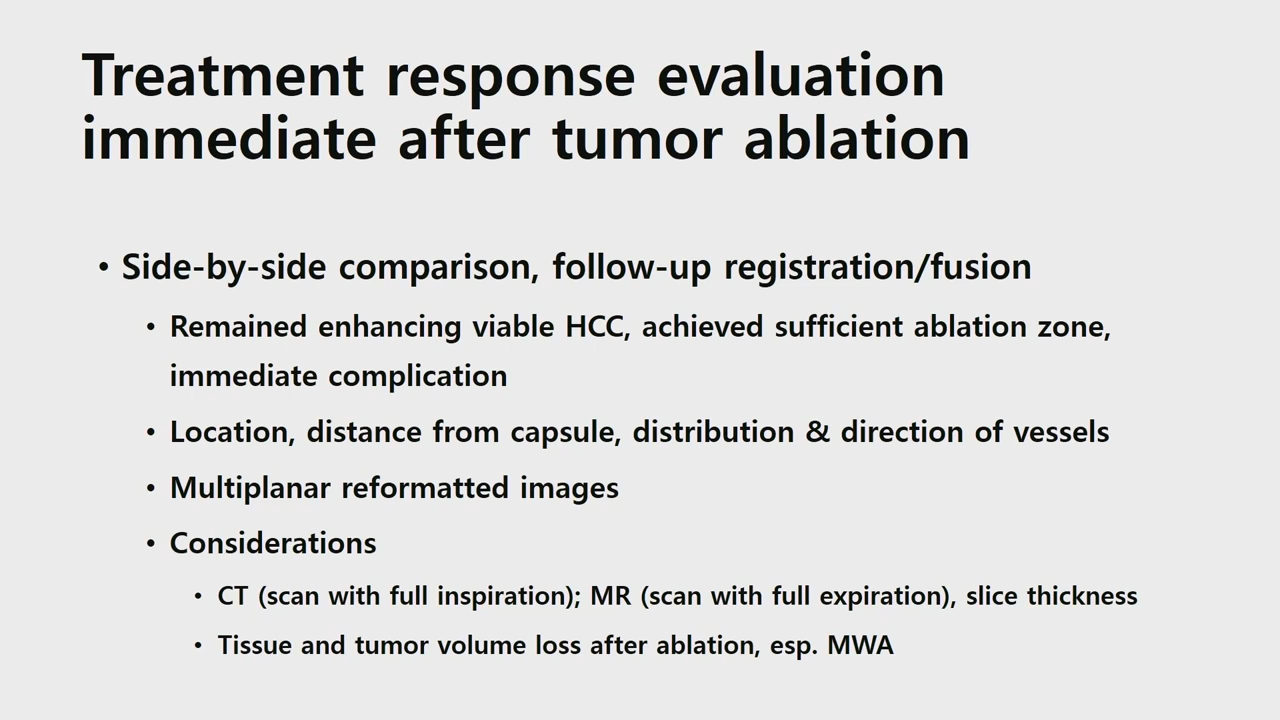 Treatment response evaluation
immediate after tumor ablation
• Side-by-side comparison, follow-up registration/fusion
• Remained enhancing viable HCC, achieved sufficient ablation zone,
immediate complication
• Location, distance from capsule, distribution & direction of vessels
• Multiplanar reformatted images
• Considerations
• CT (scan with full inspiration); MR (scan with full expiration), slice thickness
• Tissue and tumor volume loss after ablation, esp. MWA